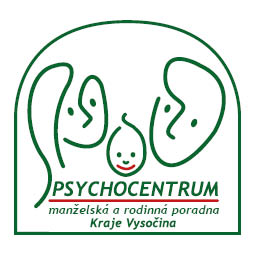 PSYCHOCENTRUM
manželská a rodinná poradna
Kraje Vysočina